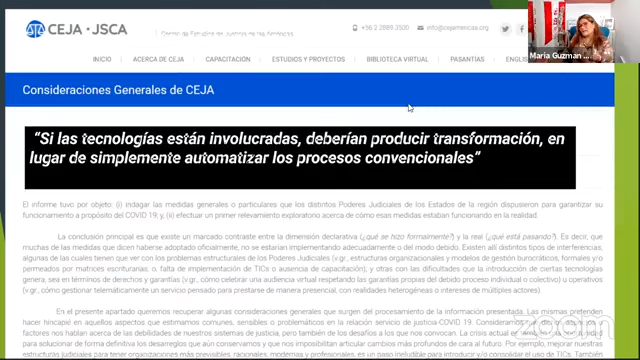 CEJA · JSCA
Centro de Estudios de Justicia de las Américas
+56 2 2889 3500
info@cejamericas.org
INICIO
ACERCA DE CEJA
CAPACITACIÓN
ESTUDIOS Y PROYECTOS
BIBLIOTECA VIRTUAL
PASANTÍAS
ENGLIS
Maria Guzman
Consideraciones Generales de CEJA
“Si las tecnologías están involucradas, deberían producir transformación, en
lugar de simplemente automatizar los procesos convencionales”
El informe tuvo por objeto: (i) indagar las medidas generales o particulares que los distintos Poderes Judiciales de los Estados de la región dispusieron para garantizar su
funcionamiento a propósito del COVID 19; y, (ii) efectuar un primer relevamiento exploratorio acerca de cómo esas medidas estaban funcionando en la realidad.
La conclusión principal es que existe un marcado contraste entre la dimensión declarativa (¿qué se hizo formalmente?) y la real (¿qué está pasando?). Es decir, que
muchas de las medidas que dicen haberse adoptado oficialmente, no se estarían implementando adecuadamente o del modo debido. Existen allí distintos tipos de interferencias,
algunas de las cuales tienen que ver con los problemas estructurales de los Poderes Judiciales (v.gr., estructuras organizacionales y modelos de gestión burocráticos, formales y/o
permeados por matrices escriturarias: o, falta de implementación de TICs o ausencia de capacitación); y otras con las dificultades que la introducción de ciertas tecnologías
genera, sea en términos de derechos y garantías (v.gr., cómo celebrar una audiencia virtual respetando las garantías propias del debido proceso individual o colectivo) u operativos
(v.gr., cómo gestionar telemáticamente un servicio pensado para prestarse de manera presencial, con realidades heterogéneas o intereses de múltiples actores).
En el presente apartado queremos recuperar algunas consideraciones generales que surgen del procesamiento de la información presentada. Las mismas pretenden
hacer hincapié en aquellos aspectos que estimamos comunes, sensibles o problemáticos en la relación servicio de justicia-COVID 19. Consideramos
factores nos hablan acerca de las debilidades de nuestros sistemas de justicia, pero también de los desafíos a los que nos convocan. La crisis actual es
para solucionar de forma definitiva los desarreglos que aún conservamos y que nos imposibilitan articular cambios más profundos de cara al futuro. Por ejemplo, mejorar nuestras
estructuras judiciales para tener organizaciones más previsibles, racionales, modernas y profesionales, es un paso ineludible para introducir y/o consolidar el uso de TICs.
zoom